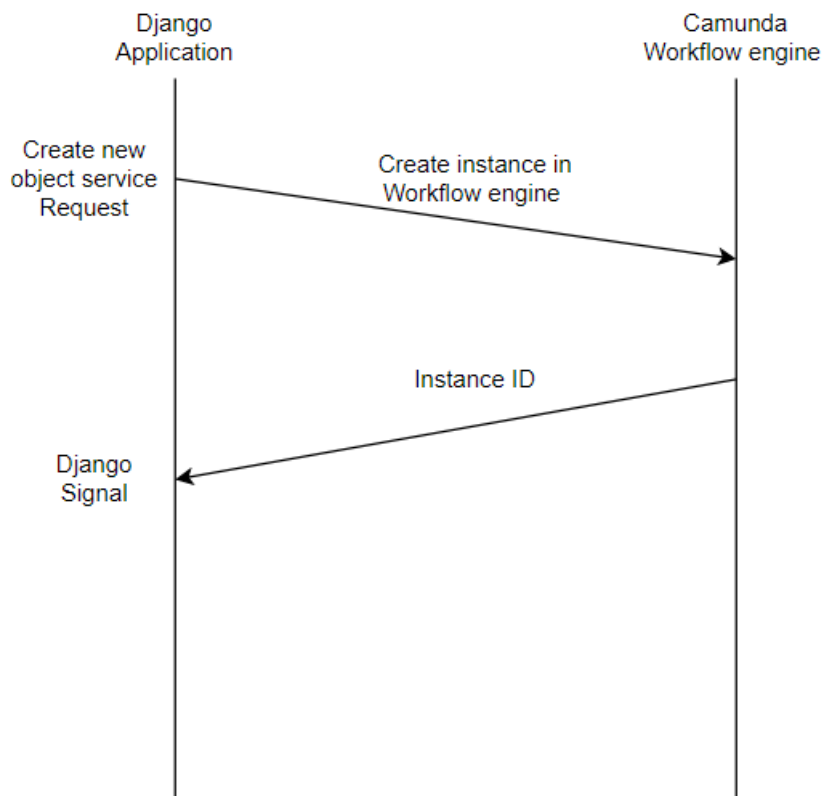 Django
Application
Camunda
Workflow engine
Create new
object service
Request
Create instance in
Workflow engine
Instance ID
Django
Signal